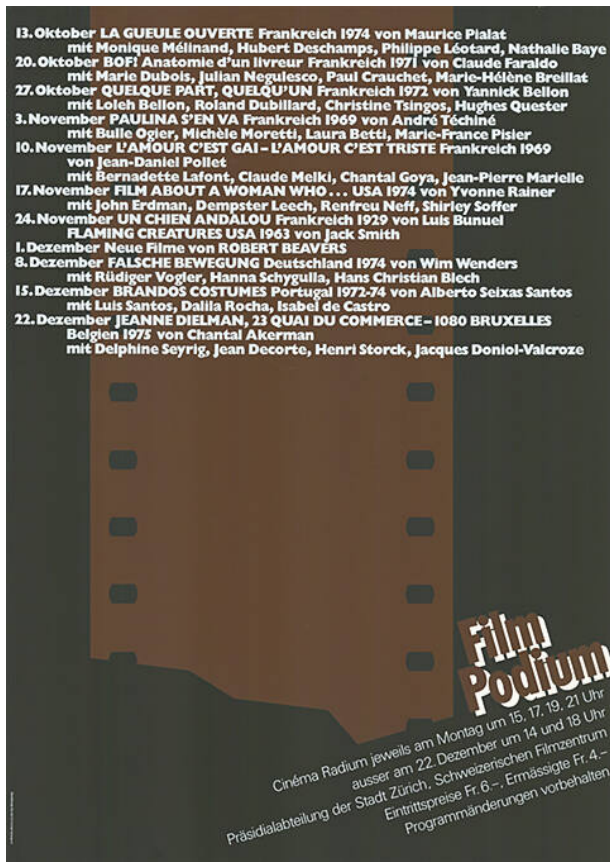 13. Oktober LA GUEULE OUVERTE Frankreich 1974 von Maurice Pialat
mit Monique Mélinand, Hubert Deschamps, Philippe Léotard, Nathalie Baye
20. Oktober BOF! Anatomie d'un livreur Frankreich 1971 von Claude Faraldo
mit Marie Dubois, Julian Negulesco, Paul Crauchet, Marie-Hélène Breillat
27. Oktober QUELQUE PART, QUELQU'UN Frankreich 1972 von Yannick Bellon
mit Loleh Bellon, Roland Dubillard, Christine Tsingos, Hughes Quester
3. November PAULINA S'EN VA Frankreich 1969 von André Téchiné
mit Bulle Ogier, Michèle Moretti, Laura Betti, Marie-France Pisier
10. November L'AMOUR C'EST GAI – L'AMOUR C'EST TRISTE Frankreich 1969
von Jean-Daniel Pollet
mit Bernadette Lafont, Claude Melki, Chantal Goya, Jean-Pierre Marielle
17. November FILM ABOUT A WOMAN WHO... USA 1974 von Yvonne Rainer
mit John Erdman, Dempster Leech, Renfreu Neff, Shirley Soffer
24. November UN CHIEN ANDALOU Frankreich 1929 von Luis Bunuel
FLAMING CREATURES USA 1963 von Jack Smith
1. Dezember Neue Filme von ROBERT BEAVERS
8. Dezember FALSCHE BEWEGUNG Deutschland 1974 von Wim Wenders
mit Rüdiger Vogler, Hanna Schygulla, Hans Christian Blech
15. Dezember BRANDOS COSTUMES Portugal 1972-74 von Alberto Seixas Santos
mit Luis Santos, Dalila Rocha, Isabel de Castro
22. Dezember JEANNE DIELMAN, 23 QUAI DU COMMERCE – 1080 BRUXELLES
Belgien 1975 von Chantal Akerman
mit Delphine Seyrig, Jean Decorte, Henri Storck, Jacques Doniol-Valcroze
Film
Podium
Cinéma Radium jeweils am Montag um 15. 17. 19. 21 Uhr
ausser am 22. Dezember um 14 und 18 Uhr
Präsidialabteilung der Stadt Zürich, Schweizerischen Filmzentrum
Eintrittspreise Fr. 6.–, Ermässigte Fr. 4.–
Programmänderungen vorbehalten